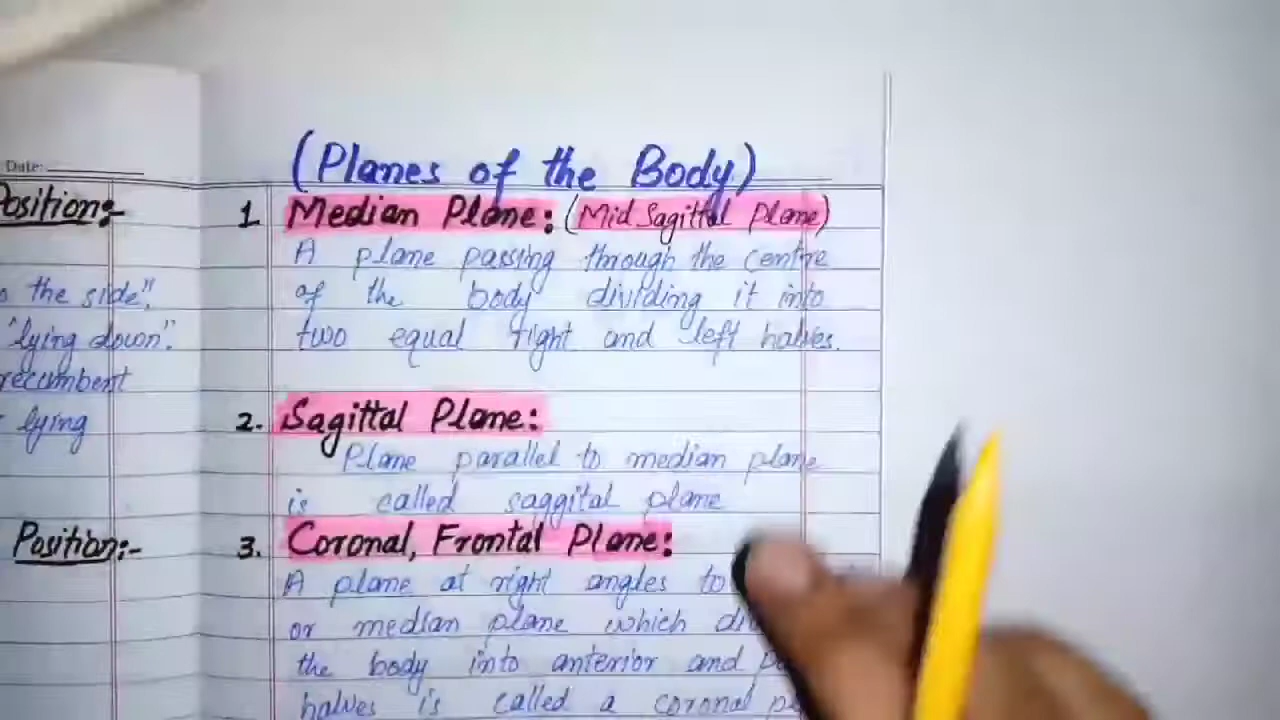 Date:
Position:-
o the side".
"lying down".
recumbent
lying
Position:-
(Planes of the Body)
1. Median Plane: (Mid Sagittal Plane)
A plane passing through the centre
of the body dividing it into
two equal right and left halves.
2. Sagittal Plane:
Plane parallel to median plane
is called saggital plane
3. Coronal, Frontal Plane:
A plane at right angles to
or median plane which
the body into anterior and
halves is called a coronal